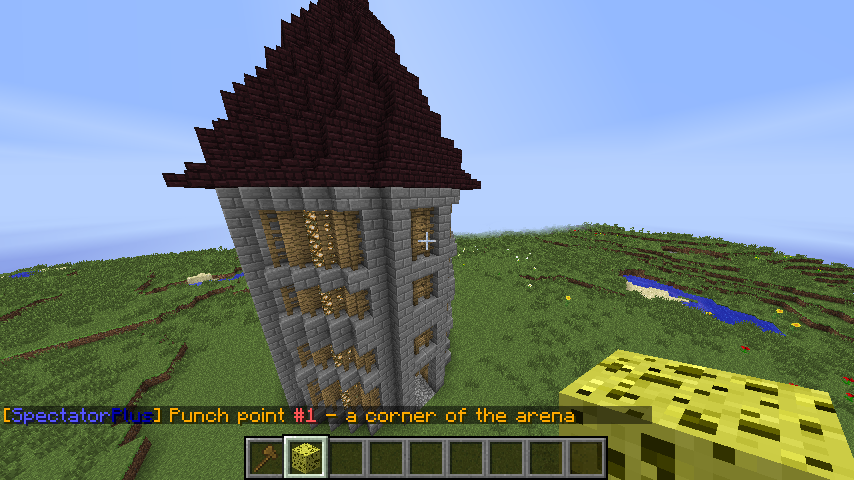 [SpectatorPlus] Punch point #1 – a corner of the arena